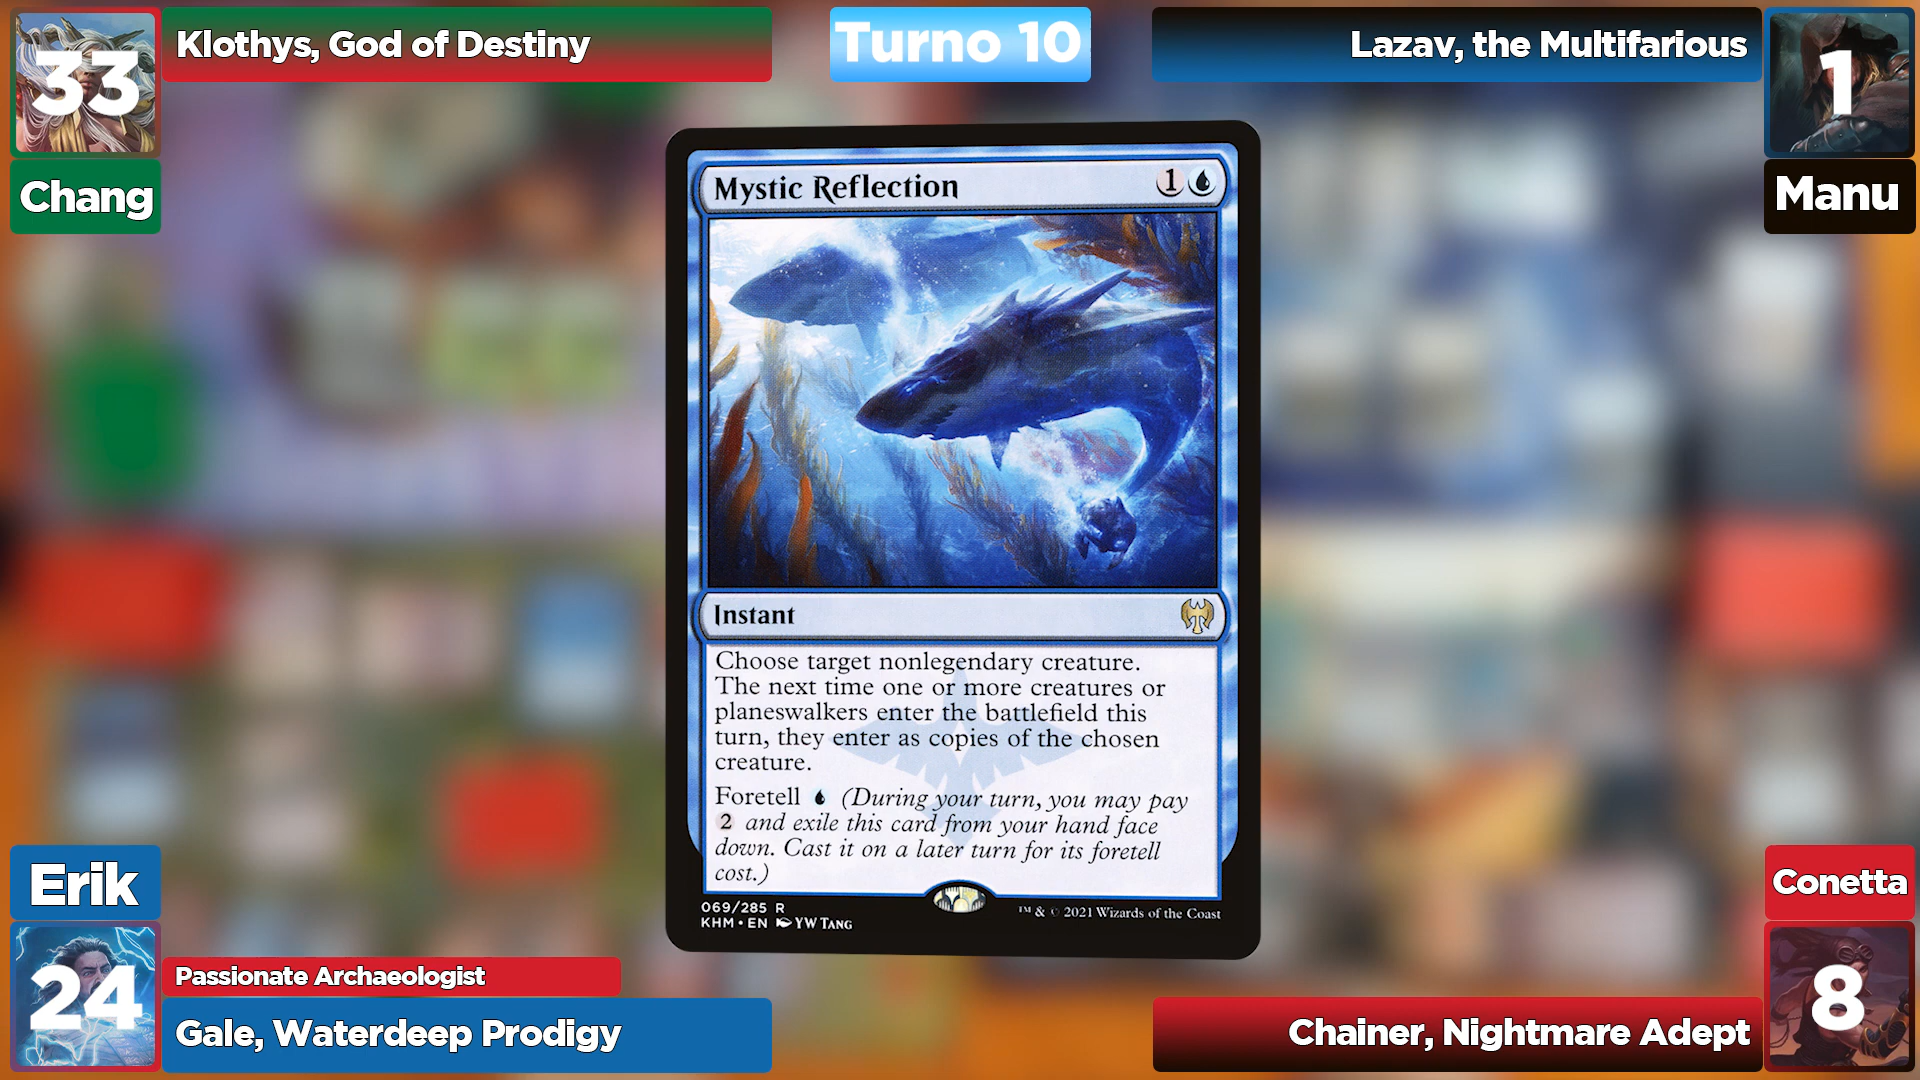 33
Klothys, God of Destiny
Chang
Turno 10
Lazav, the Multifarious
1
Manu
Mystic Reflection
1
Instant
Choose target nonlegendary creature.
The next time one or more creatures or
planeswalkers enter the battlefield this
turn, they enter as copies of the chosen
creature.
Foretell (During your turn, you may pay
2 and exile this card from your hand face
down. Cast it on a later turn for its foretell
cost.)
069/285 R
KHM • EN YW TANG
™ & © 2021 Wizards of the Coast
Erik
24
Passionate Archaeologist
Gale, Waterdeep Prodigy
Conetta
8
Chainer, Nightmare Adept